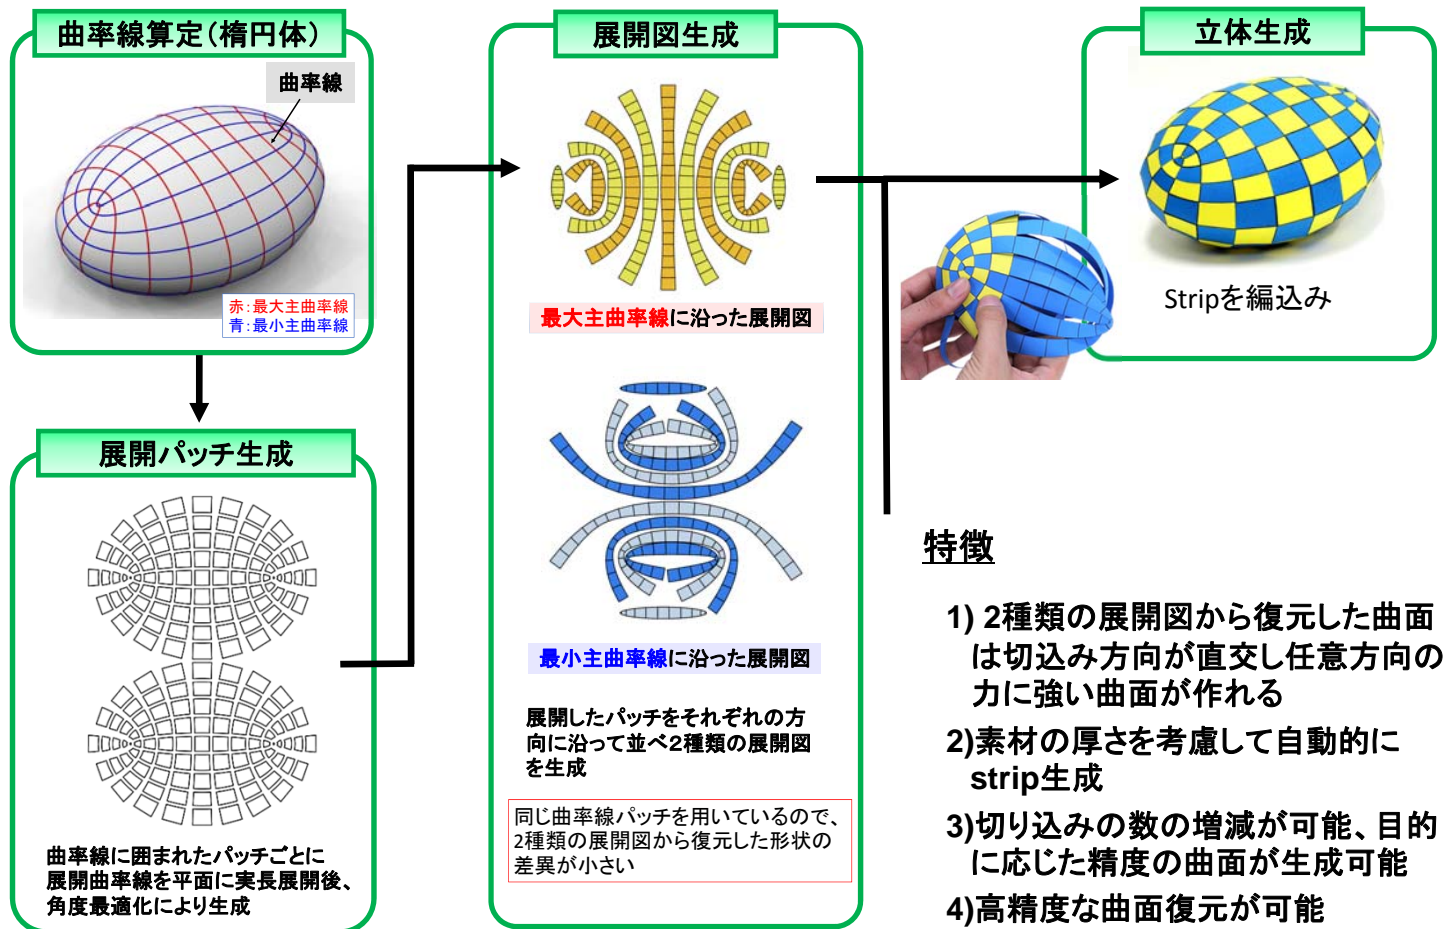 曲率線算定（楕円体）
曲率線
赤：最大主曲率線
青：最小主曲率線
展開パッチ生成
曲率線に囲まれたパッチごとに
展開曲率線を平面に実長展開後、
角度最適化により生成
展開図生成
最大主曲率線に沿った展開図
最小主曲率線に沿った展開図
展開したパッチをそれぞれの方
向に沿って並べ２種類の展開図
を生成
同じ曲率線パッチを用いているので、
2種類の展開図から復元した形状の
差異が小さい
立体生成
Stripを編込み
特徴
1) 2種類の展開図から復元した曲面
は切込み方向が直交し任意方向の
力に強い曲面が作れる
2)素材の厚さを考慮して自動的に
strip生成
3)切り込みの数の増減が可能、目的
に応じた精度の曲面が生成可能
4)高精度な曲面復元が可能